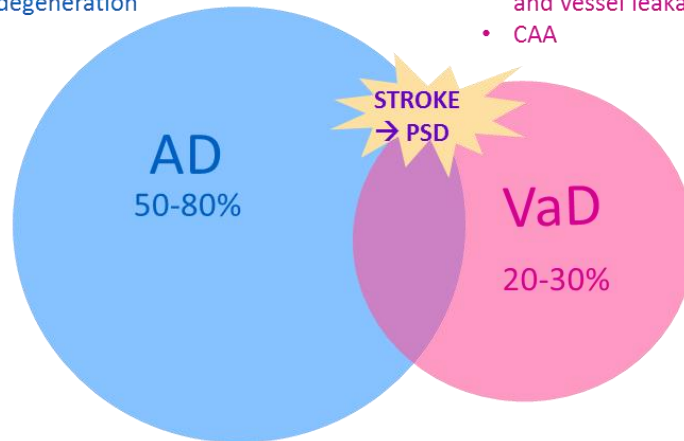 degeneration
and vessel leaka
• CAA
STROKE
→ PSD
AD
50-80%
VaD
20-30%